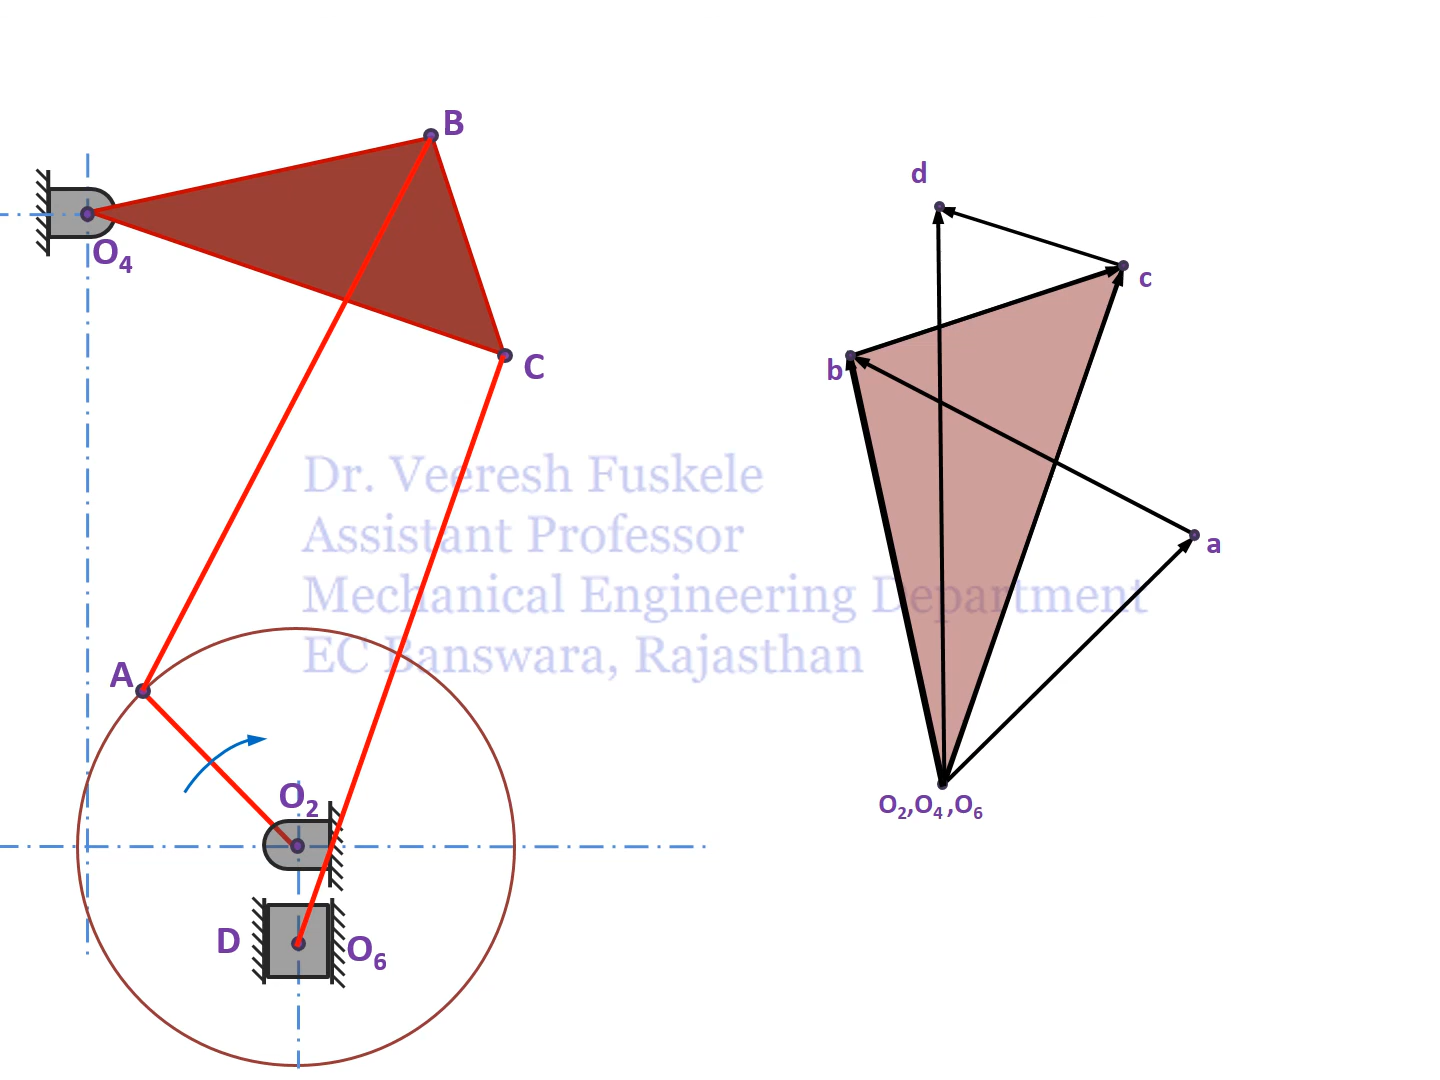 B
d
O4
c
C
b
Dr. Veeresh Fuskele
Assistant Professor
a
Mechanical Engineering Department
EC Banswara, Rajasthan
A
O2
O2,O4,O6
D
O6